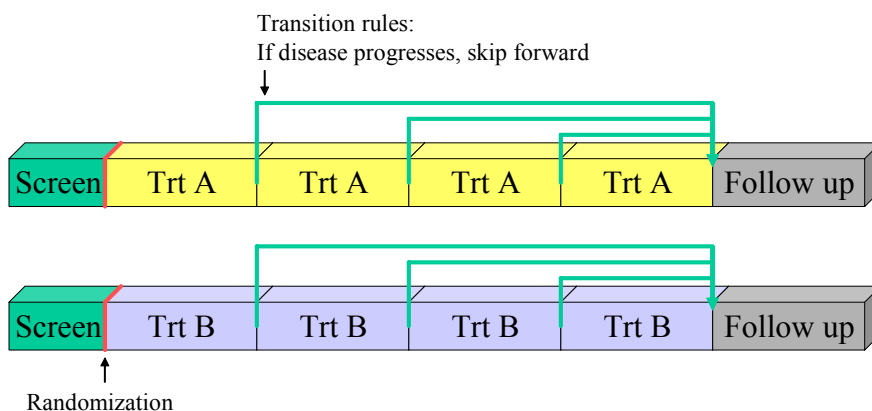 Transition rules:
If disease progresses, skip forward
Screen Trt A Trt A Trt A Trt A Follow up
Screen Trt B Trt B Trt B Trt B Follow up
Randomization